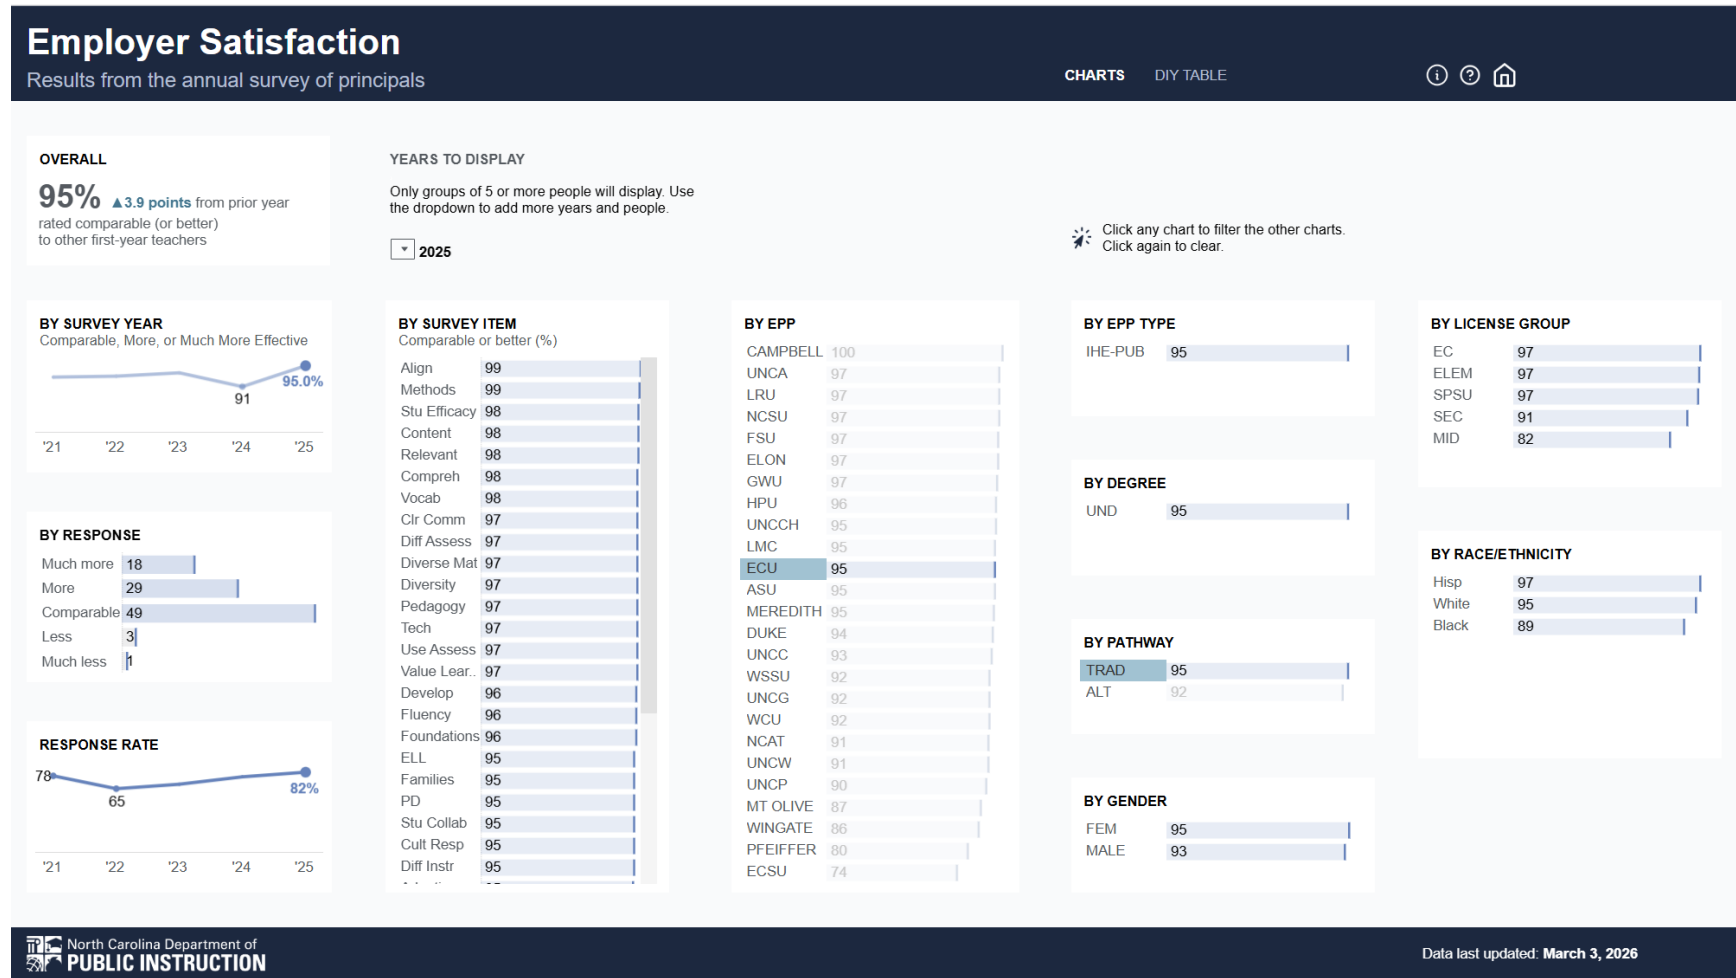 Employer Satisfaction
Results from the annual survey of principals
CHARTS
DIY TABLE
OVERALL
95% ▲3.9 points from prior year
rated comparable (or better)
to other first-year teachers
YEARS TO DISPLAY
Only groups of 5 or more people will display. Use
the dropdown to add more years and people.
2025
Click any chart to filter the other charts.
Click again to clear.
BY SURVEY YEAR
Comparable, More, or Much More Effective
95.0%
91
'21 '22 '23 '24 '25
BY RESPONSE
Much more 18
More 29
Comparable 49
Less 3
Much less 1
RESPONSE RATE
78
65
82%
'21 '22 '23 '24 '25
BY SURVEY ITEM
Comparable or better (%)
Align 99
Methods 99
Stu Efficacy 98
Content 98
Relevant 98
Compreh 98
Vocab 98
Clr Comm 97
Diff Assess 97
Diverse Mat 97
Diversity 97
Pedagogy 97
Tech 97
Use Assess 97
Value Lear.. 97
Develop 96
Fluency 96
Foundations 96
ELL 95
Families 95
PD 95
Stu Collab 95
Cult Resp 95
Diff Instr 95
BY EPP
CAMPBELL 100
UNCA 97
LRU 97
NCSU 97
FSU 97
ELON 97
GWU 97
HPU 96
UNCCH 95
LMC 95
ECU 95
ASU 95
MEREDITH 95
DUKE 94
UNCC 93
WSSU 92
UNCG 92
WCU 92
NCAT 91
UNCW 91
UNCP 90
MT OLIVE 87
WINGATE 86
PFEIFFER 80
ECSU 74
BY EPP TYPE
IHE-PUB 95
BY DEGREE
UND 95
BY PATHWAY
TRAD 95
ALT 92
BY GENDER
FEM 95
MALE 93
BY LICENSE GROUP
EC 97
ELEM 97
SPSU 97
SEC 91
MID 82
BY RACE/ETHNICITY
Hisp 97
White 95
Black 89
North Carolina Department of
PUBLIC INSTRUCTION
Data last updated: March 3, 2026